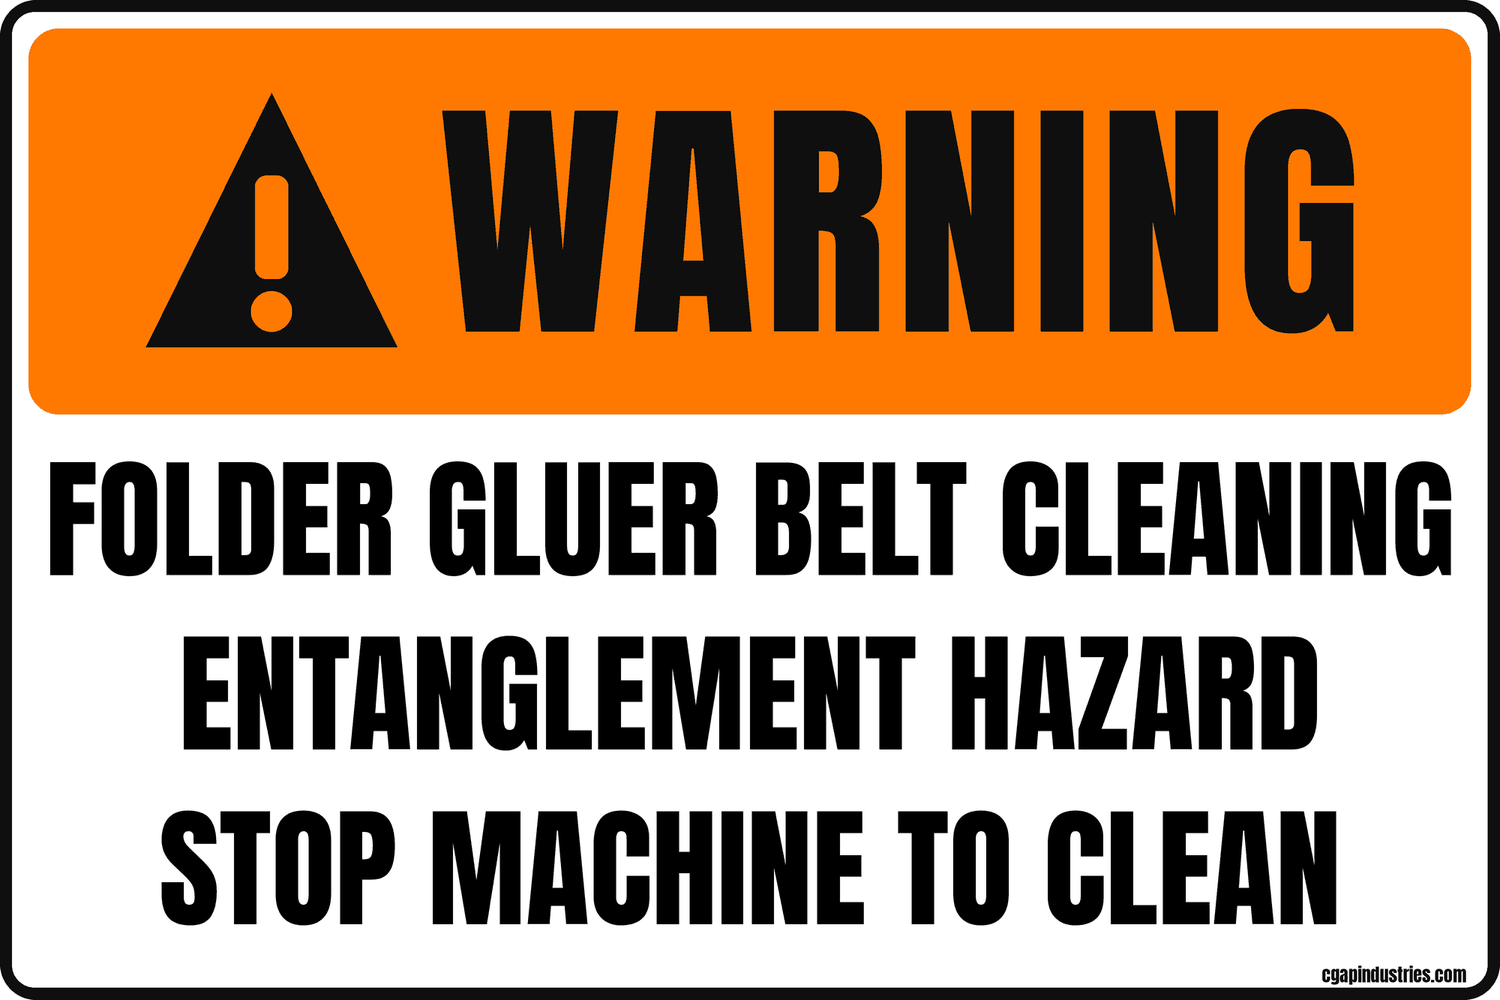 WARNING
FOLDER GLUER BELT CLEANING
ENTANGLEMENT HAZARD
STOP MACHINE TO CLEAN
cgapindustries.com